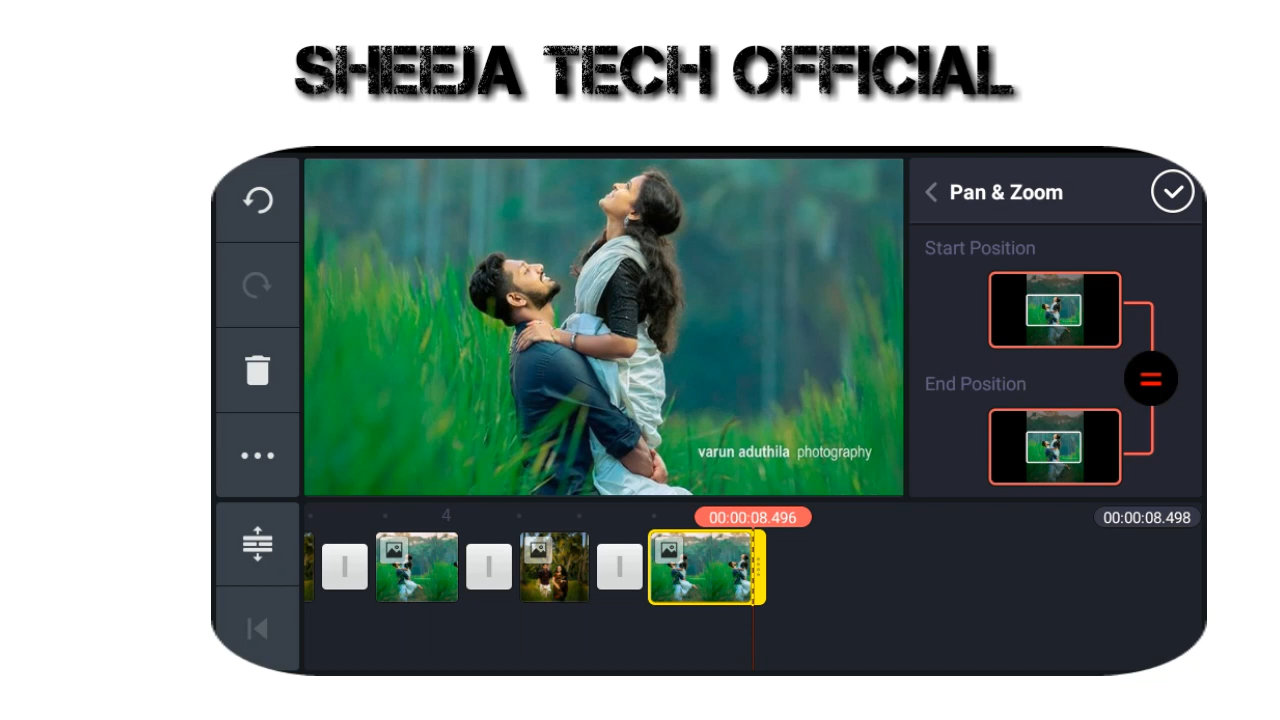 SHEEJA TECH OFFICIAL
Pan & Zoom
Start Position
End Position
varun aduthila photography
4
00:00:08.496
00:00:08.498